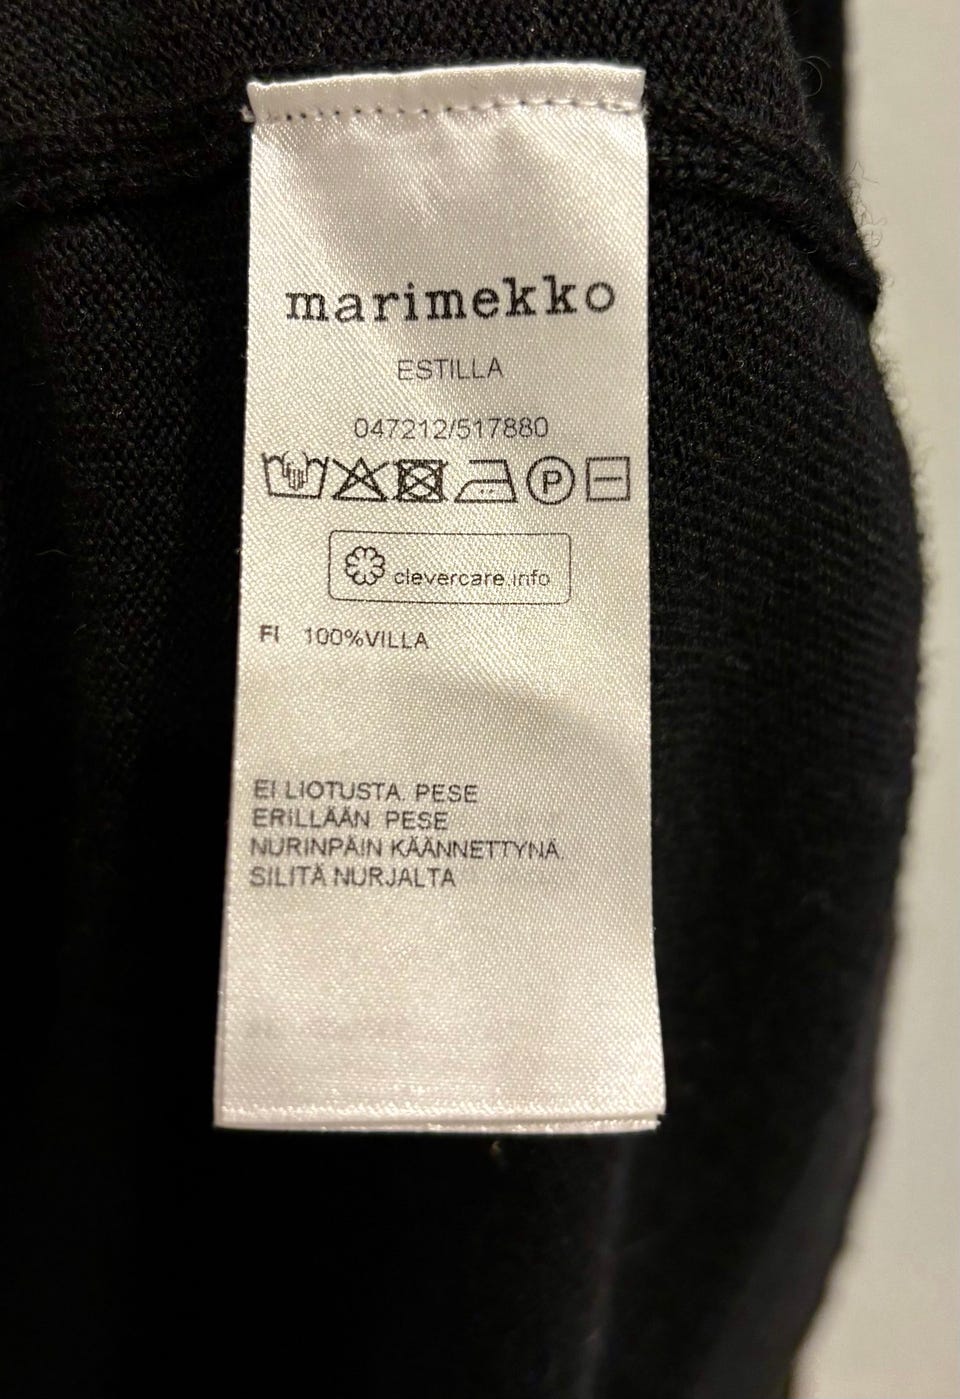 marimekko
ESTILLA
047212/517880
P
clevercare.info
FI 100%VILLA
EI LIOTUSTA. PESE
ERILLÄÄN PESE
NURINPÄIN KÄÄNNETTYNÄ.
SILITÄ NURJALTA